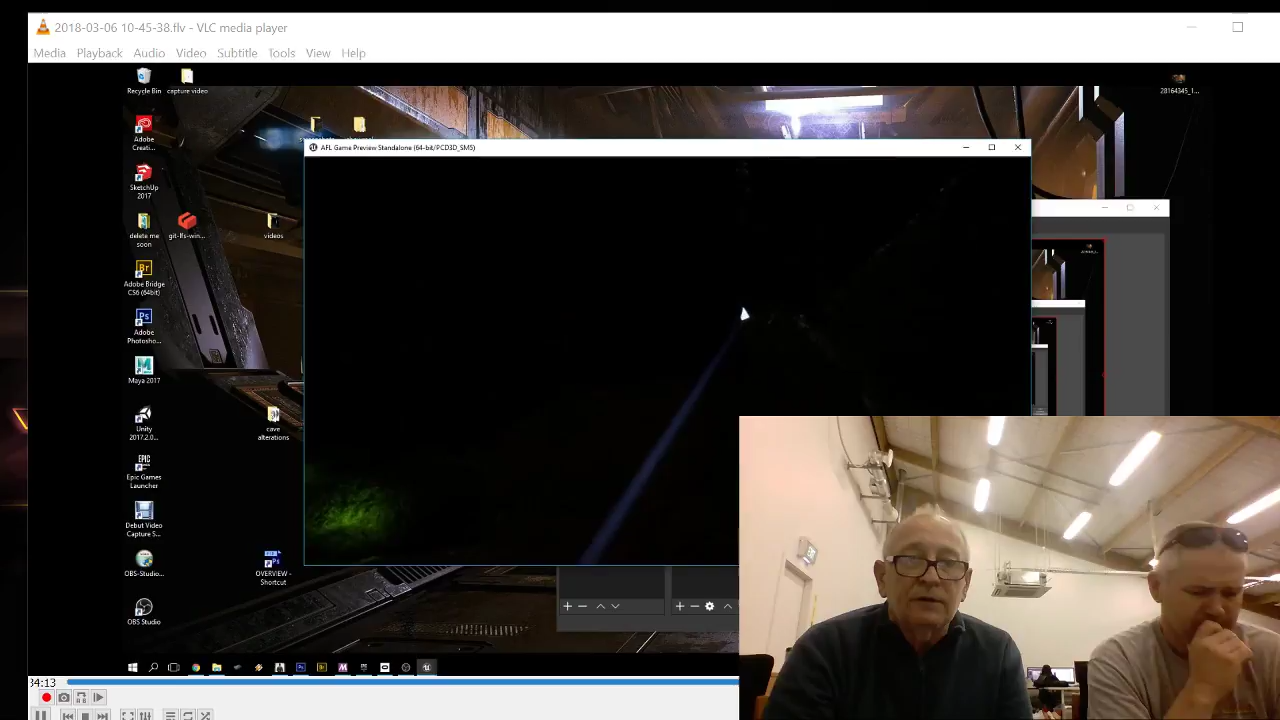 2018-03-06 10-45-38.flv - VLC media player
Media Playback Audio Video Subtitle Tools View Help
Recycle Bin
capture video
28164345_1...
Adobe Creati...
AFL Game Preview Standalone (64-bit/PCD3D_SM5)
SketchUp 2017
delete me soon
git-lfs-win...
videos
Adobe Bridge CS6 (64bit)
Adobe Photosho...
Maya 2017
Unity 2017.2.0...
cave alterations
Epic Games Launcher
Debut Video Capture S...
OBS-Studio...
OVERVIEW - Shortcut
OBS Studio
34:13